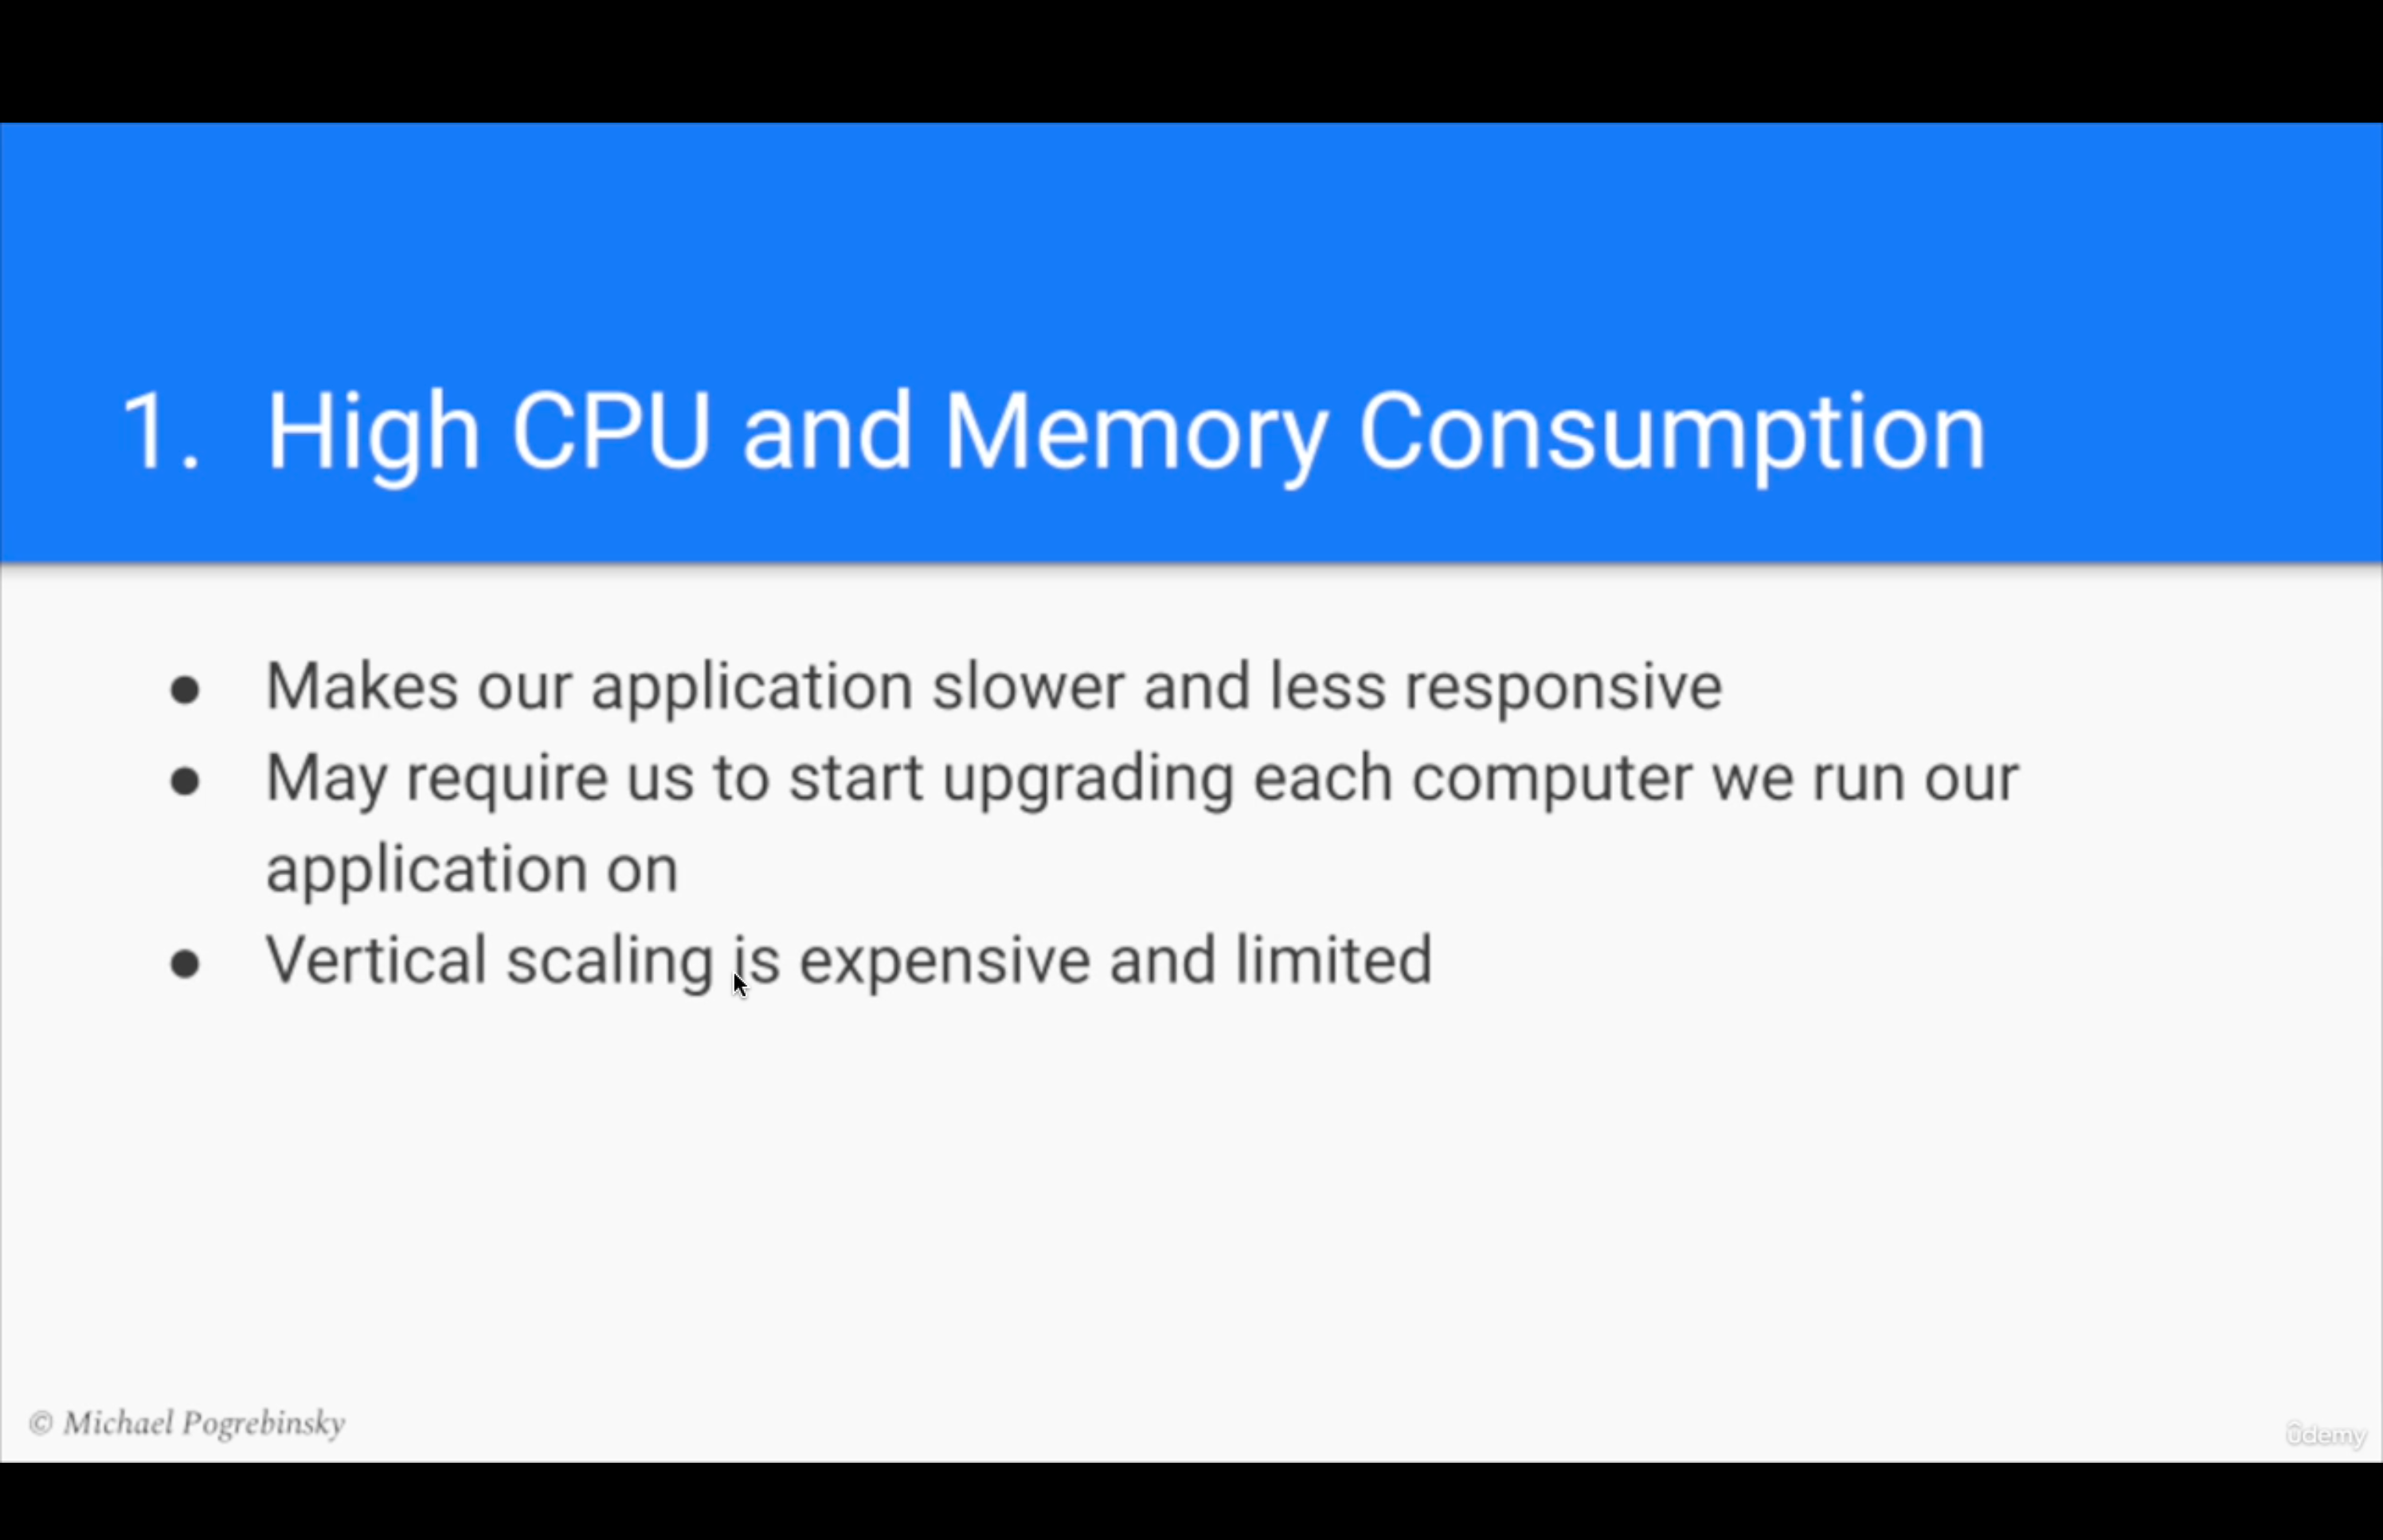 1. High CPU and Memory Consumption
● Makes our application slower and less responsive
● May require us to start upgrading each computer we run our
application on
● Vertical scaling is expensive and limited
© Michael Pogrebinsky
ûdemy